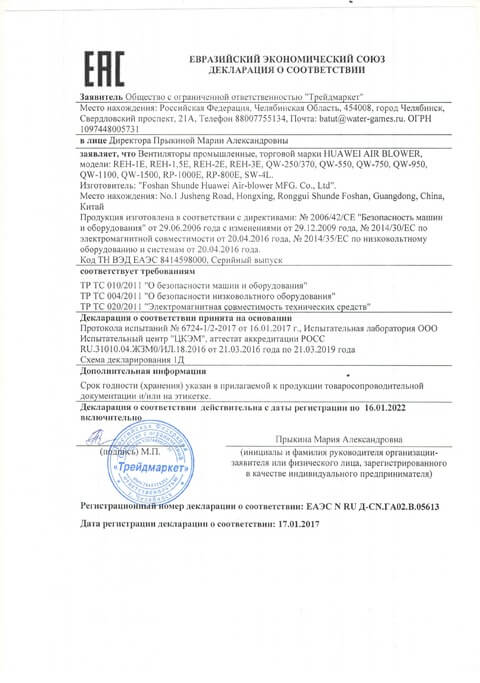 EAC
ЕВРАЗИЙСКИЙ ЭКОНОМИЧЕСКИЙ СОЮЗ
ДЕКЛАРАЦИЯ О СООТВЕТСТВИИ
Заявитель Общество с ограниченной ответственностью "Трейдмаркет"
Место нахождения: Российская Федерация, Челябинская Область, 454008, город Челябинск,
Свердловский проспект, 21А, Телефон 88007755134, Почта: batut@water-games.ru. ОГРН
1097448005731
в лице Директора Прыкиной Марии Александровны
заявляет, что Вентиляторы промышленные, торговой марки HUAWEI AIR BLOWER,
модели: REH-1E, REH-1,5E, REH-2E, REH-3E, QW-250/370, QW-550, QW-750, QW-950,
QW-1100, QW-1500, RP-1000E, RP-800E, SW-4L.
Изготовитель: "Foshan Shunde Huawei Air-blower MFG. Co., Ltd".
Место нахождения: No.1 Jusheng Road, Hongxing, Ronggui Shunde Foshan, Guangdong, China,
Китай
Продукция изготовлена в соответствии с директивами: № 2006/42/CE "Безопасность машин
и оборудования" от 29.06.2006 года с изменениями от 29.12.2009 года, № 2014/30/EC по
электромагнитной совместимости от 20.04.2016 года, № 2014/35/EC по низковольтному
оборудованию и системам от 20.04.2016 года.
Код ТН ВЭД ЕАЭС 8414598000. Серийный выпуск
соответствует требованиям
ТР ТС 010/2011 "О безопасности машин и оборудования"
ТР ТС 004/2011 "О безопасности низковольтного оборудования"
ТР ТС 020/2011 "Электромагнитная совместимость технических средств"
Декларация о соответствии принята на основании
Протокола испытаний № 6724-1/2-2017 от 16.01.2017 г., Испытательная лаборатория ООО
Испытательный центр "ЦКЭМ", аттестат аккредитации РОСС
RU.31010.04.ЖЗМ0/ИЛ.18.2016 от 21.03.2016 года по 21.03.2019 года
Схема декларирования 1Д
Дополнительная информация
Срок годности (хранения) указан в прилагаемой к продукции товаросопроводительной
документации и/или на этикетке.
Декларация о соответствии действительна с даты регистрации по 16.01.2022
включительно
Прыкина Мария Александровна
(подпись) М.П.
(инициалы и фамилия руководителя организации-
заявителя или физического лица, зарегистрированного
в качестве индивидуального предпринимателя)
«Трейдмаркет»
Регистрационный номер декларации о соответствии: ЕАЭС N RU Д-CN.ГА02.В.05613
Дата регистрации декларации о соответствии: 17.01.2017